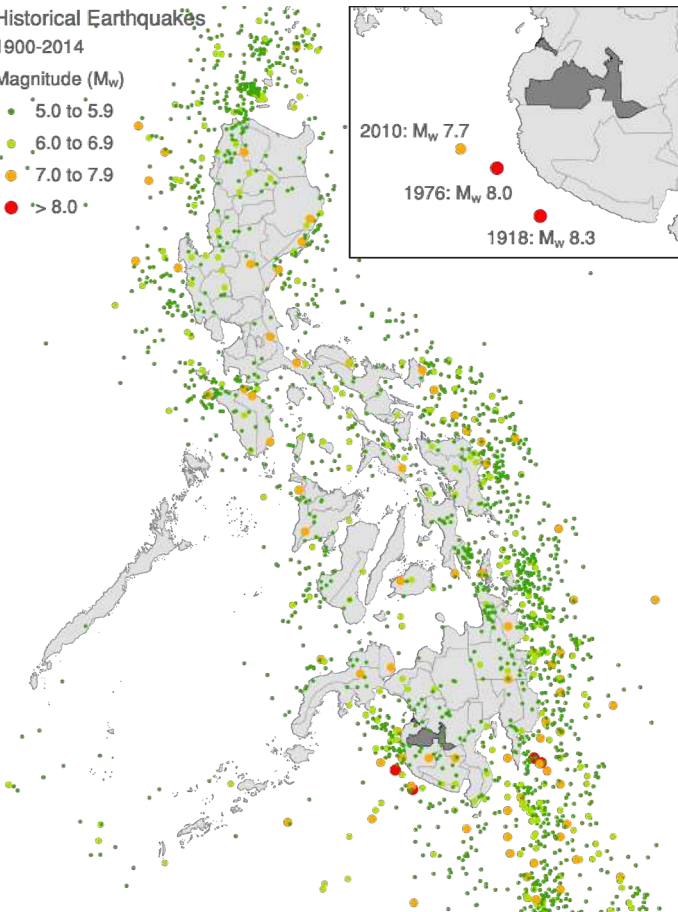 Historical Earthquakes
1900-2014
Magnitude (Mw)
5.0 to 5.9
6.0 to 6.9
7.0 to 7.9
> 8.0
2010: Mw 7.7
1976: Mw 8.0
1918: Mw 8.3